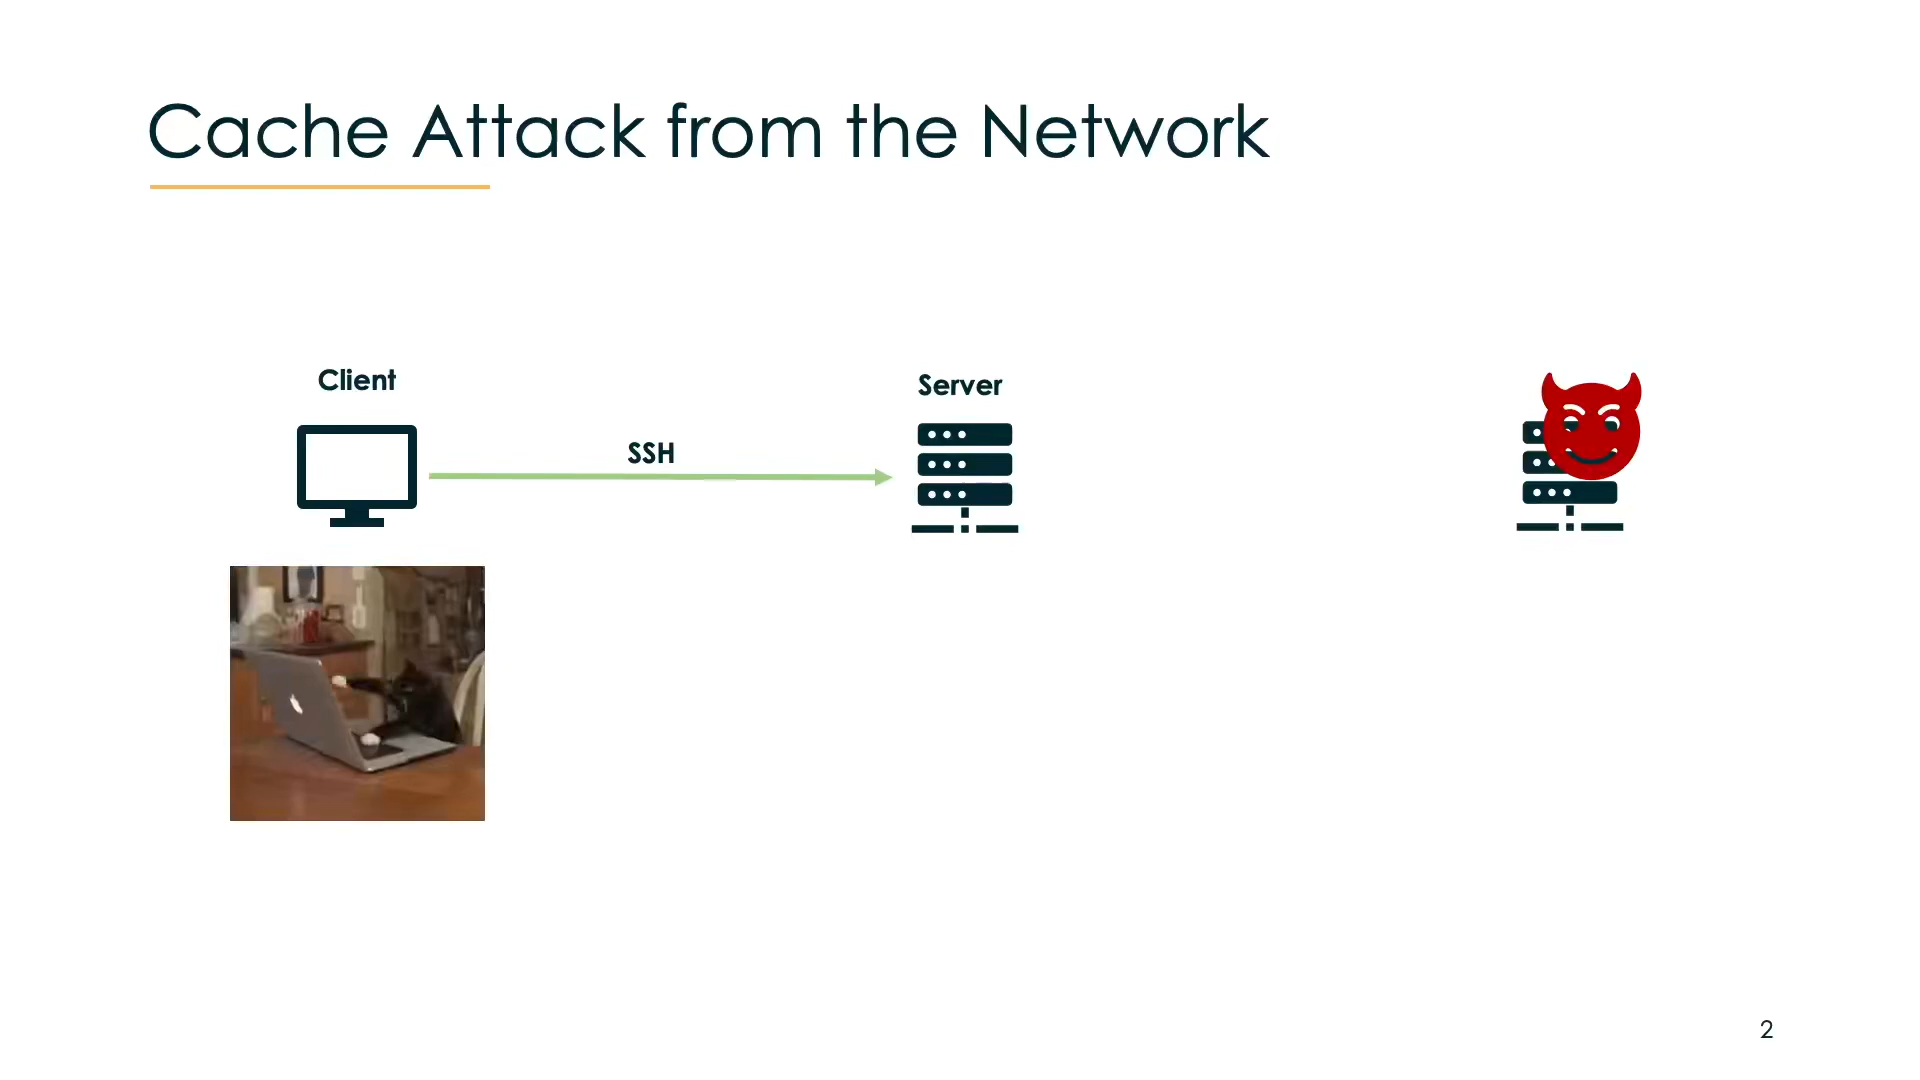 Cache Attack from the Network
Client
Server
SSH
2